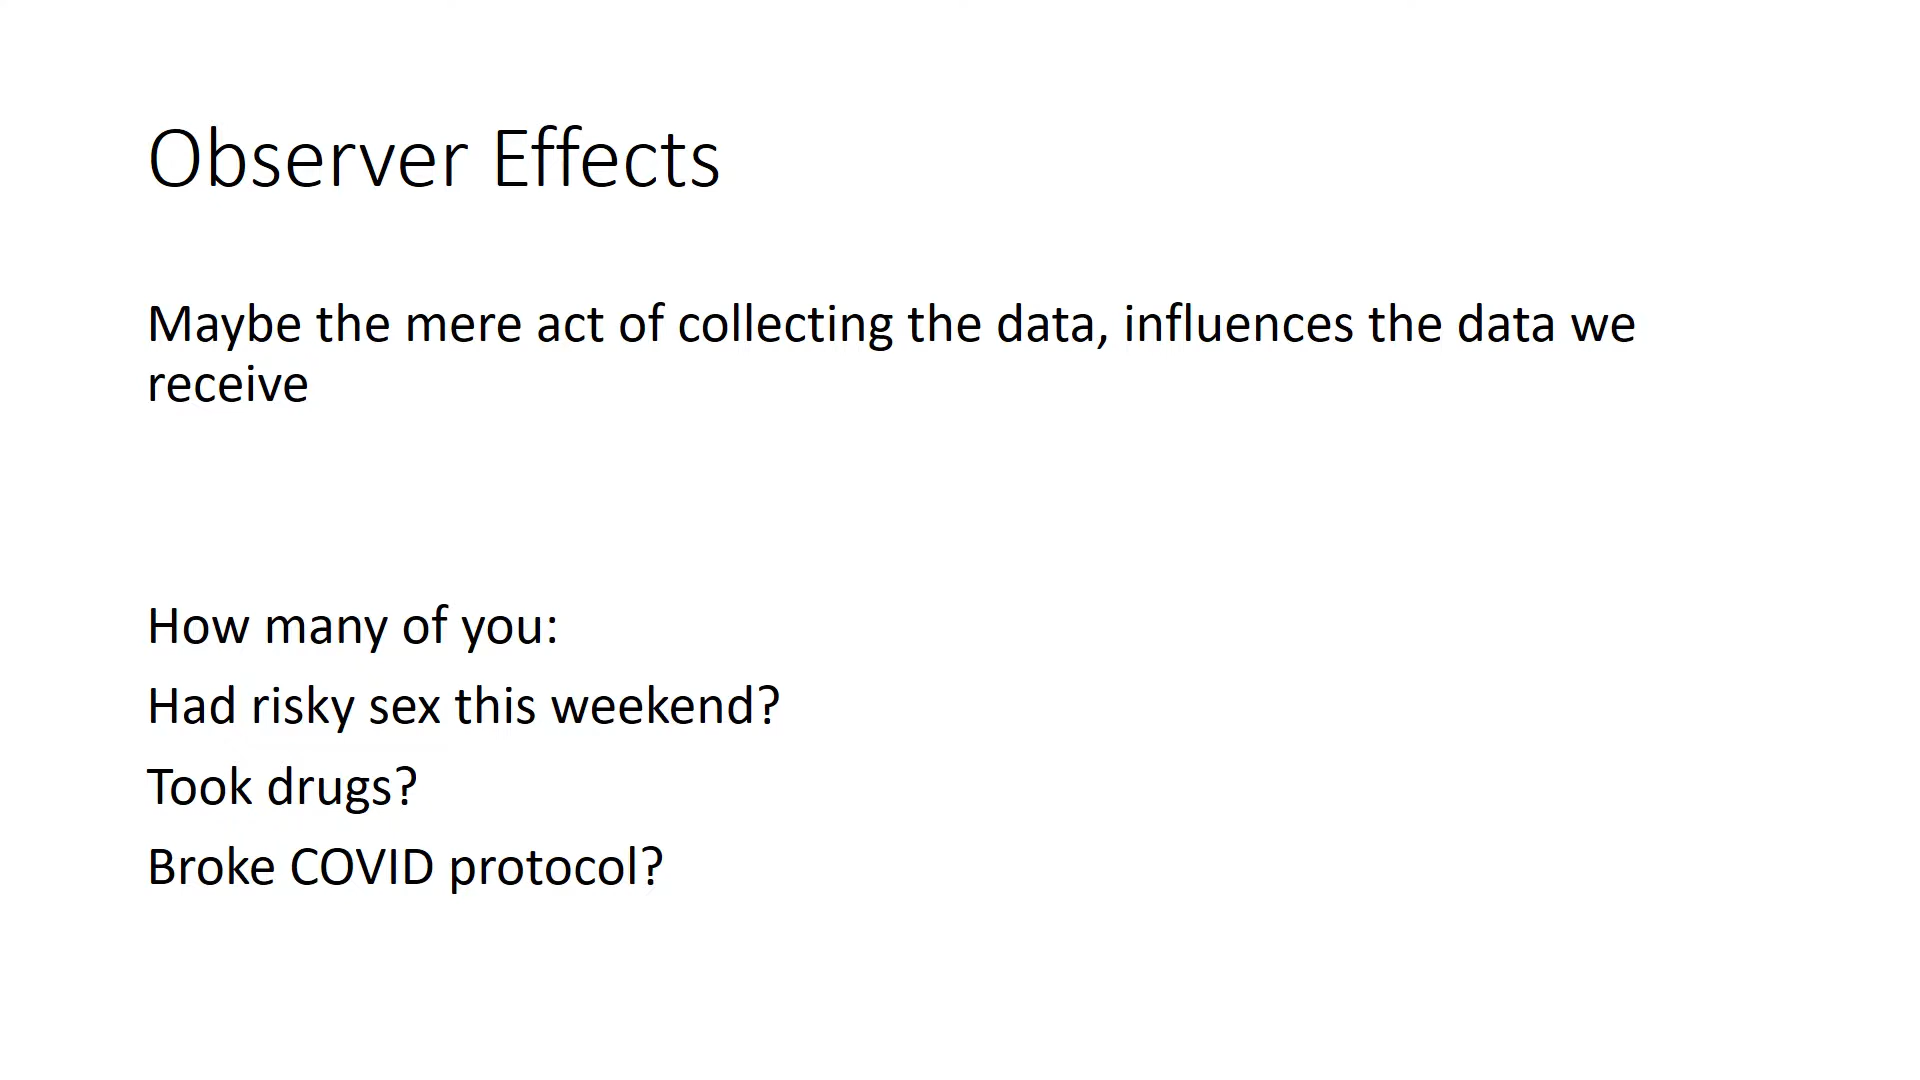 Observer Effects
Maybe the mere act of collecting the data, influences the data we
receive
How many of you:
Had risky sex this weekend?
Took drugs?
Broke COVID protocol?